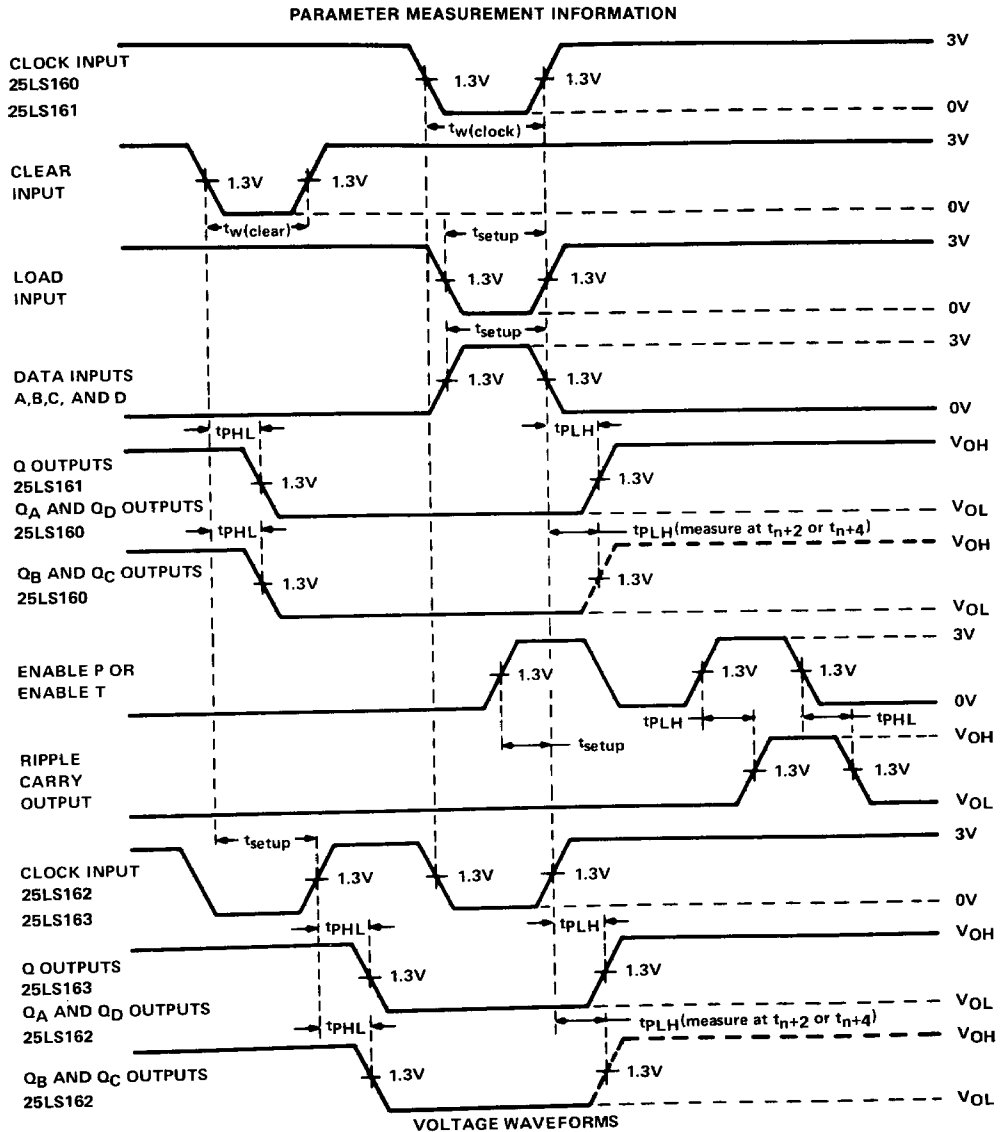 PARAMETER MEASUREMENT INFORMATION
CLOCK INPUT
25LS160
25LS161
1.3V
1.3V
3V
0V
tw(clock)
CLEAR
INPUT
1.3V
1.3V
3V
0V
tw(clear)
tsetup
LOAD
INPUT
1.3V
1.3V
3V
0V
tsetup
DATA INPUTS
A,B,C, AND D
1.3V
1.3V
3V
0V
tPHL
tPLH
Q OUTPUTS
25LS161
QA AND QD OUTPUTS
25LS160
1.3V
1.3V
VOH
VOL
tPHL
tPLH(measure at tn+2 or tn+4)
QB AND QC OUTPUTS
25LS160
1.3V
1.3V
VOH
VOL
ENABLE P OR
ENABLE T
1.3V
1.3V
1.3V
3V
0V
tsetup
tPLH
tPHL
RIPPLE
CARRY
OUTPUT
1.3V
1.3V
VOH
VOL
tsetup
CLOCK INPUT
25LS162
25LS163
1.3V
1.3V
1.3V
3V
0V
tPHL
tPLH
Q OUTPUTS
25LS163
QA AND QD OUTPUTS
25LS162
1.3V
1.3V
VOH
VOL
tPHL
tPLH(measure at tn+2 or tn+4)
QB AND QC OUTPUTS
25LS162
1.3V
1.3V
VOH
VOL
VOLTAGE WAVEFORMS